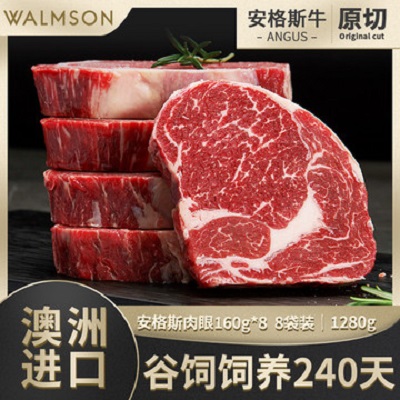 WALMSON
安格斯牛
- ANGUS -
原切
Original cut
安格斯肉眼160g*8 8袋装 | 1280g
澳洲
进口
谷饲饲养240天